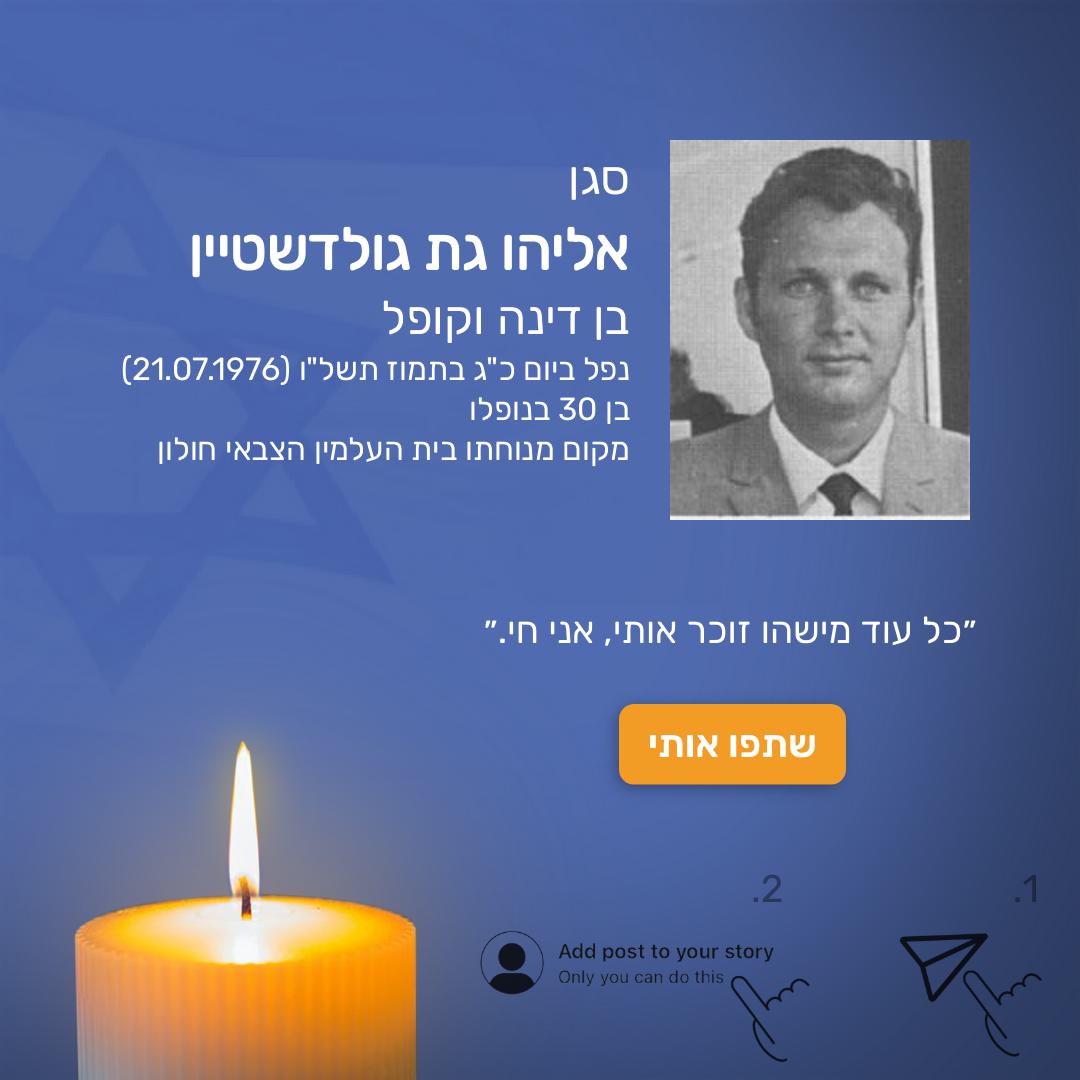 סגן
אליהו גת גולדשטיין
בן דינה וקופל
נפל ביום כ"ג בתמוז תשל"ו (21.07.1976)
בן 30 בנופלו
מקום מנוחתו בית העלמין הצבאי חולון
״כל עוד מישהו זוכר אותי, אני חי.״
שתפו אותי
1.
2.
Add post to your story
Only you can do this